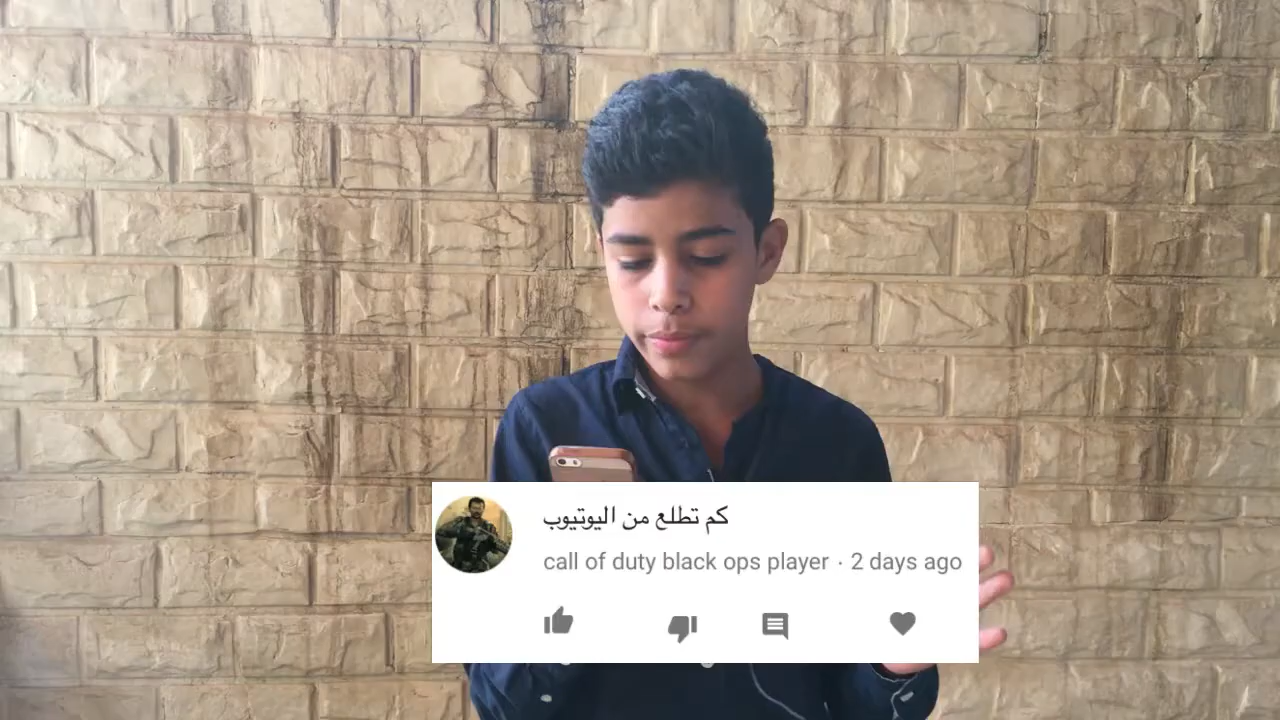 كم تطلع من اليوتيوب
call of duty black ops player · 2 days ago